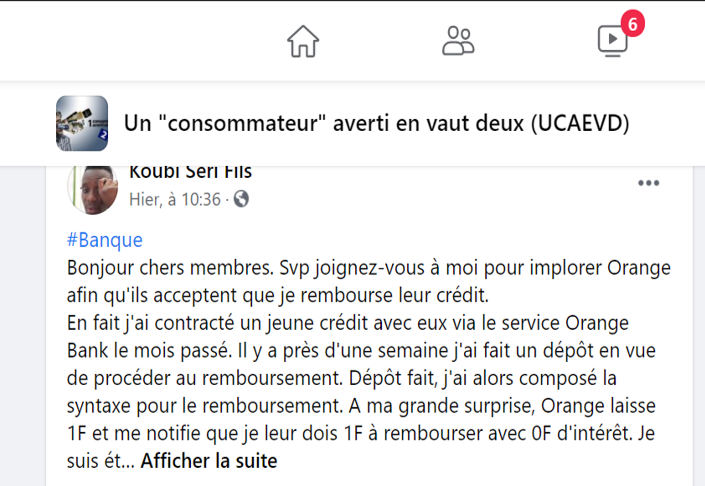 6
Un "consommateur" averti en vaut deux (UCAEVD)
Koubi Seri Fils
Hier, à 10:36 ·
#Banque
Bonjour chers membres. Svp joignez-vous à moi pour implorer Orange
afin qu'ils acceptent que je rembourse leur crédit.
En fait j'ai contracté un jeune crédit avec eux via le service Orange
Bank le mois passé. Il y a près d'une semaine j'ai fait un dépôt en vue
de procéder au remboursement. Dépôt fait, j'ai alors composé la
syntaxe pour le remboursement. A ma grande surprise, Orange laisse
1F et me notifie que je leur dois 1F à rembourser avec 0F d'intérêt. Je
suis ét... Afficher la suite